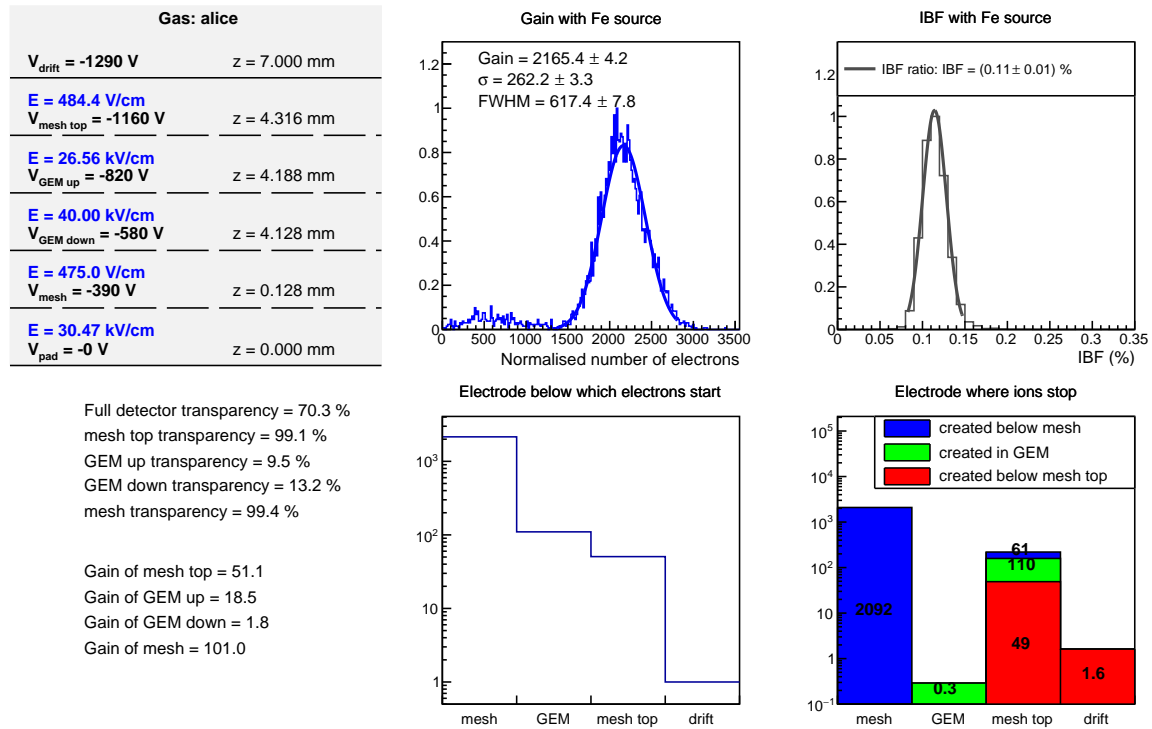 Gas: alice
V drift = -1290 V z = 7.000 mm
E = 484.4 V/cm
V mesh top = -1160 V z = 4.316 mm
E = 26.56 kV/cm
V GEM up = -820 V z = 4.188 mm
E = 40.00 kV/cm
V GEM down = -580 V z = 4.128 mm
E = 475.0 V/cm
V mesh = -390 V z = 0.128 mm
E = 30.47 kV/cm
V pad = -0 V z = 0.000 mm
Gain with Fe source
Gain = 2165.4 ± 4.2
σ = 262.2 ± 3.3
FWHM = 617.4 ± 7.8
1.2
1
0.8
0.6
0.4
0.2
0
0 500 1000 1500 2000 2500 3000 3500
Normalised number of electrons
IBF with Fe source
IBF ratio: IBF = (0.11 ± 0.01) %
1.2
1
0.8
0.6
0.4
0.2
0
0 0.05 0.1 0.15 0.2 0.25 0.3 0.35
IBF (%)
Full detector transparency = 70.3 %
mesh top transparency = 99.1 %
GEM up transparency = 9.5 %
GEM down transparency = 13.2 %
mesh transparency = 99.4 %
Gain of mesh top = 51.1
Gain of GEM up = 18.5
Gain of GEM down = 1.8
Gain of mesh = 101.0
Electrode below which electrons start
10³
10²
10
1
mesh GEM mesh top drift
Electrode where ions stop
created below mesh
created in GEM
created below mesh top
10⁵
10⁴
10³
10²
10
1
10⁻¹
61
110
2092
49
1.6
0.3
mesh GEM mesh top drift